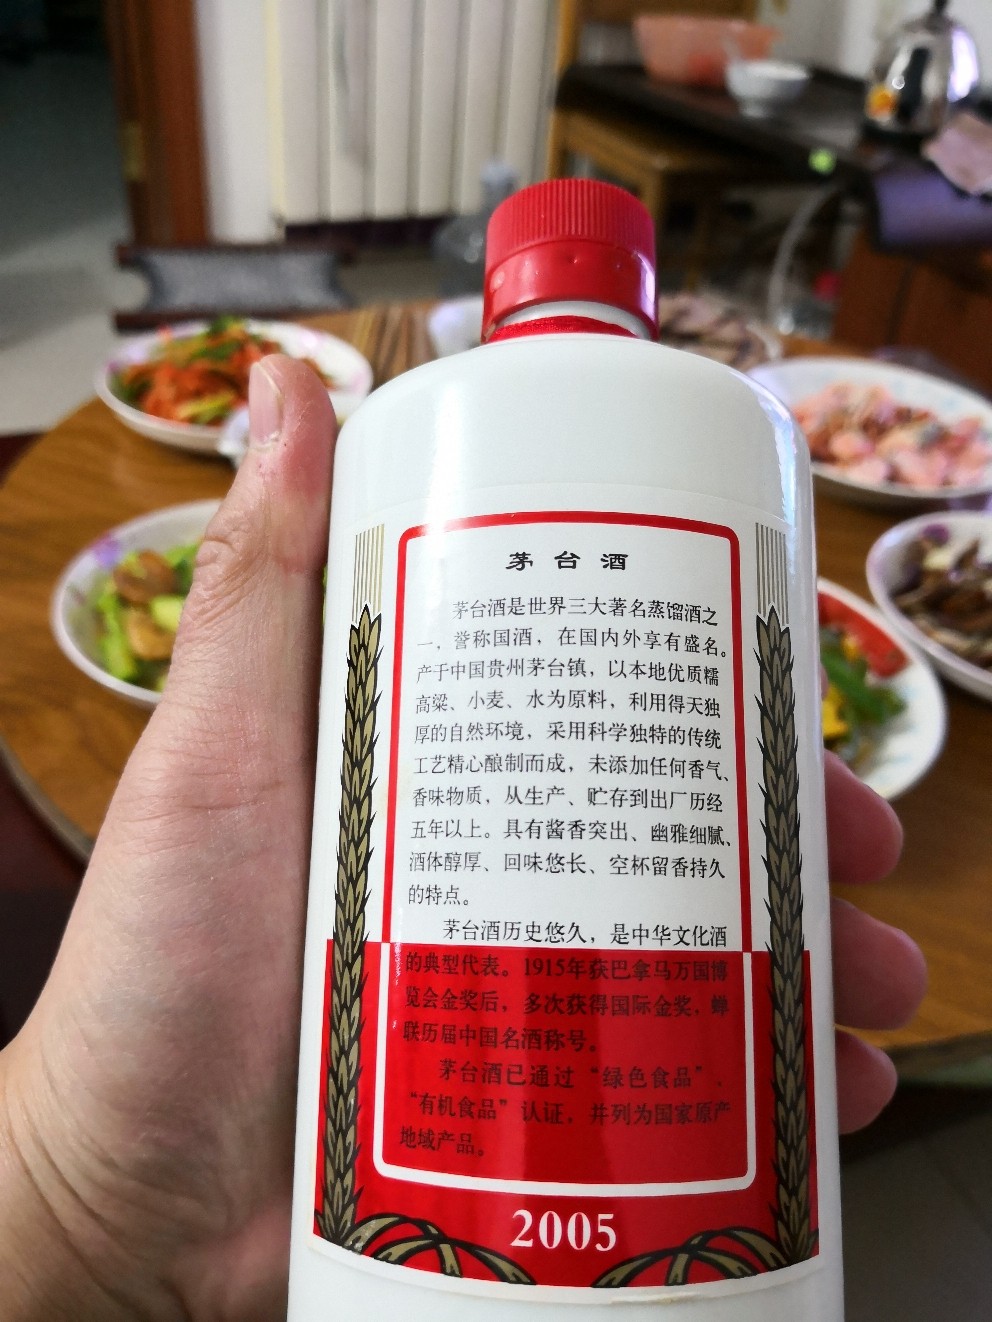 茅台酒
茅台酒是世界三大著名蒸馏酒之
一，誉称国酒，在国内外享有盛名。
产于中国贵州茅台镇，以本地优质糯
高粱、小麦、水为原料，利用得天独
厚的自然环境，采用科学独特的传统
工艺精心酿制而成，未添加任何香气、
香味物质，从生产、贮存到出厂历经
五年以上。具有酱香突出、幽雅细腻、
酒体醇厚、回味悠长、空杯留香持久
的特点。
茅台酒历史悠久，是中华文化酒
的典型代表。1915年获巴拿马万国博
览会金奖后，多次获得国际金奖，蝉
联历届中国名酒称号。
茅台酒已通过“绿色食品”、
“有机食品”认证，并列为国家原产
地域产品。
2005